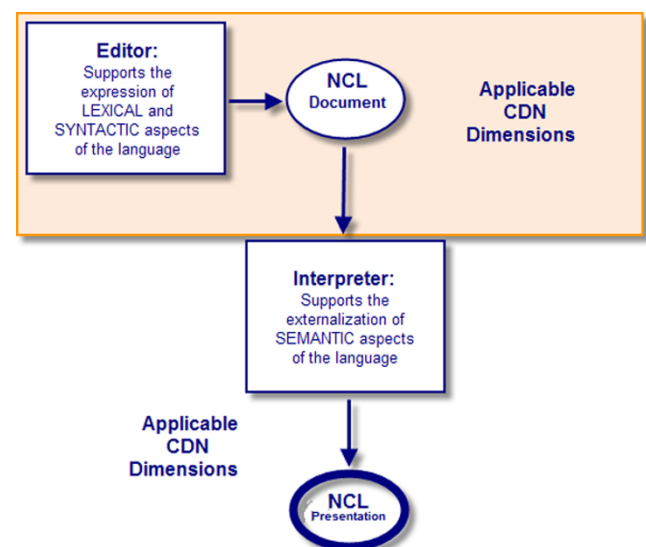 Editor:
Supports the
expression of
LEXICAL and
SYNTACTIC aspects
of the language
NCL
Document
Applicable
CDN
Dimensions
Interpreter:
Supports the
externalization of
SEMANTIC aspects
of the language
Applicable
CDN
Dimensions
NCL
Presentation